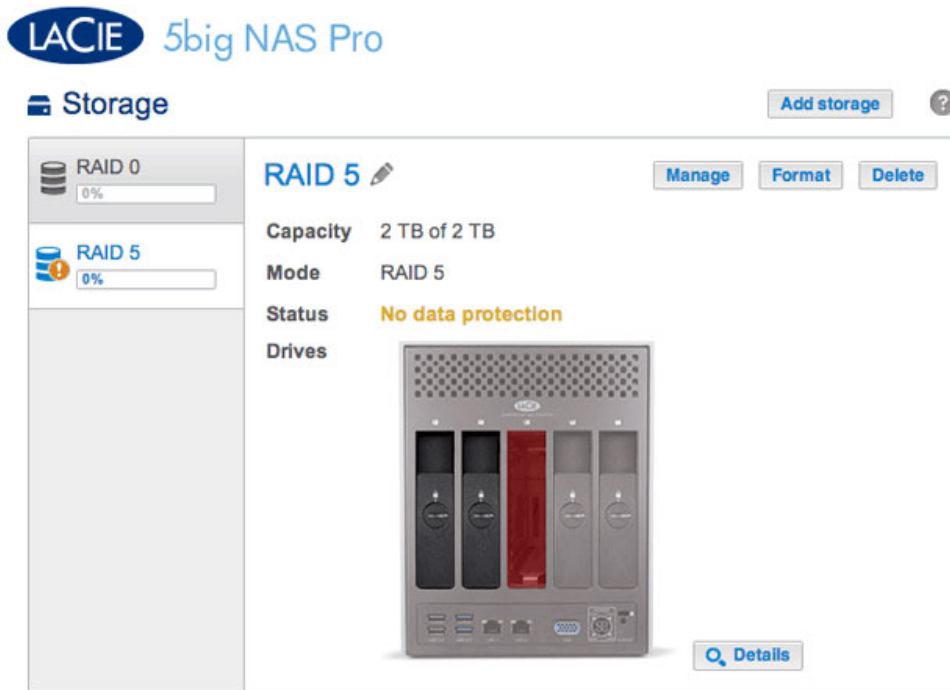 LACIE 5big NAS Pro
Storage
Add storage
?
RAID 0
0%
RAID 5
0%
RAID 5
Manage
Format
Delete
Capacity 2 TB of 2 TB
Mode RAID 5
Status No data protection
Drives
LACIE
Details